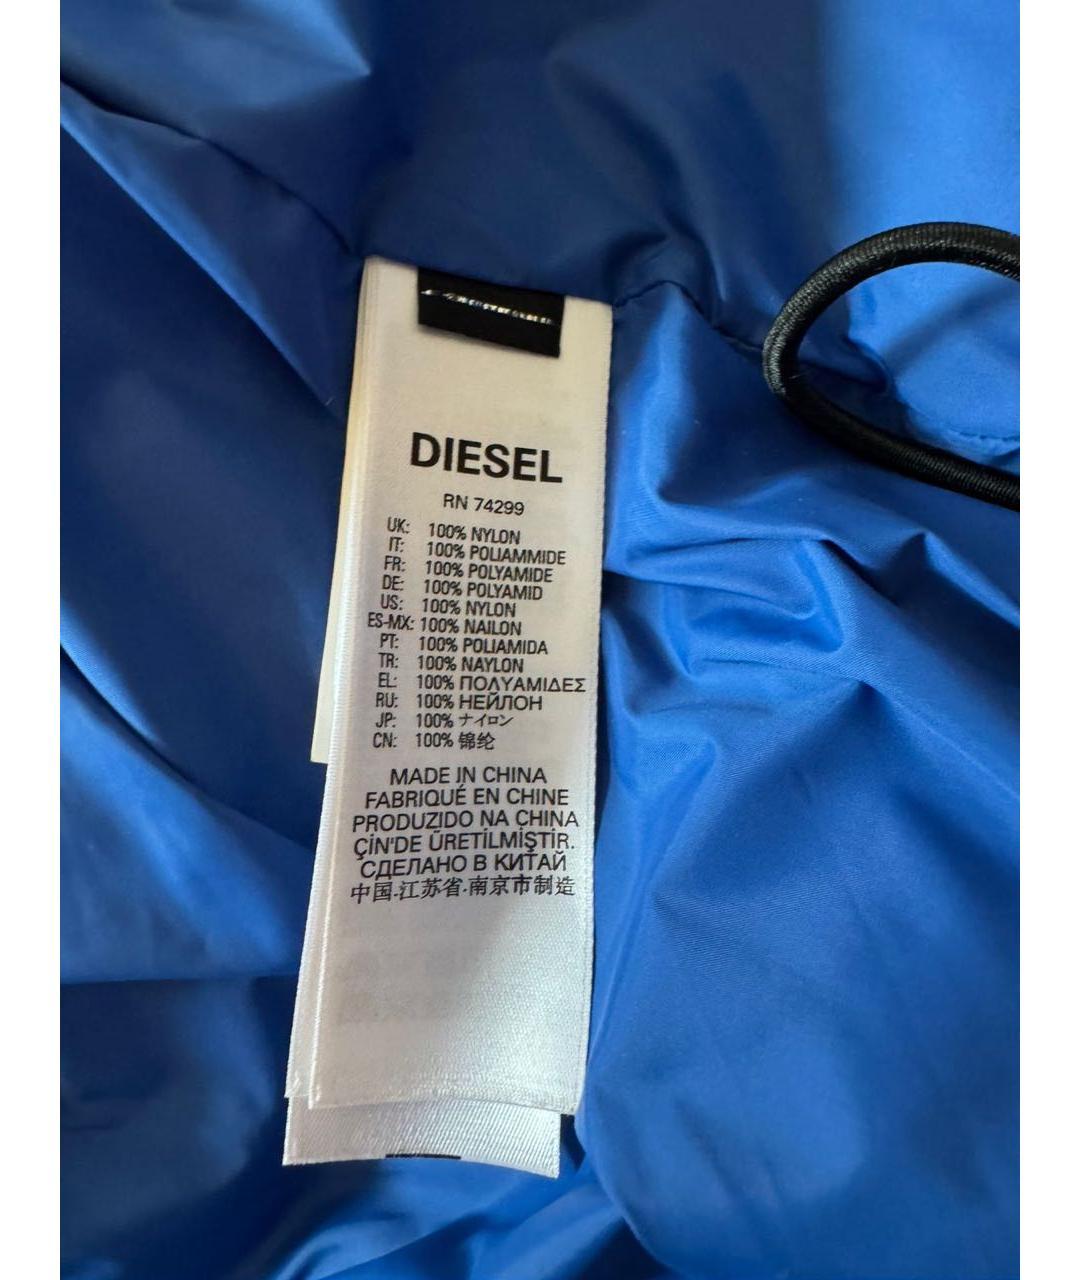 DIESEL
RN 74299
UK: 100% NYLON
IT: 100% POLIAMMIDE
FR: 100% POLYAMIDE
DE: 100% POLYAMID
US: 100% NYLON
ES-MX: 100% NAILON
PT: 100% POLIAMIDA
TR: 100% NAYLON
EL: 100% ΠΟΛΥΑΜΙΔΕΣ
RU: 100% НЕЙЛОН
JP: 100% ナイロン
CN: 100% 锦纶
MADE IN CHINA
FABRIQUÉ EN CHINE
PRODUZIDO NA CHINA
ÇİN'DE ÜRETİLMİŞTİR.
СДЕЛАНО В КИТАЙ
中国.江苏省.南京市制造